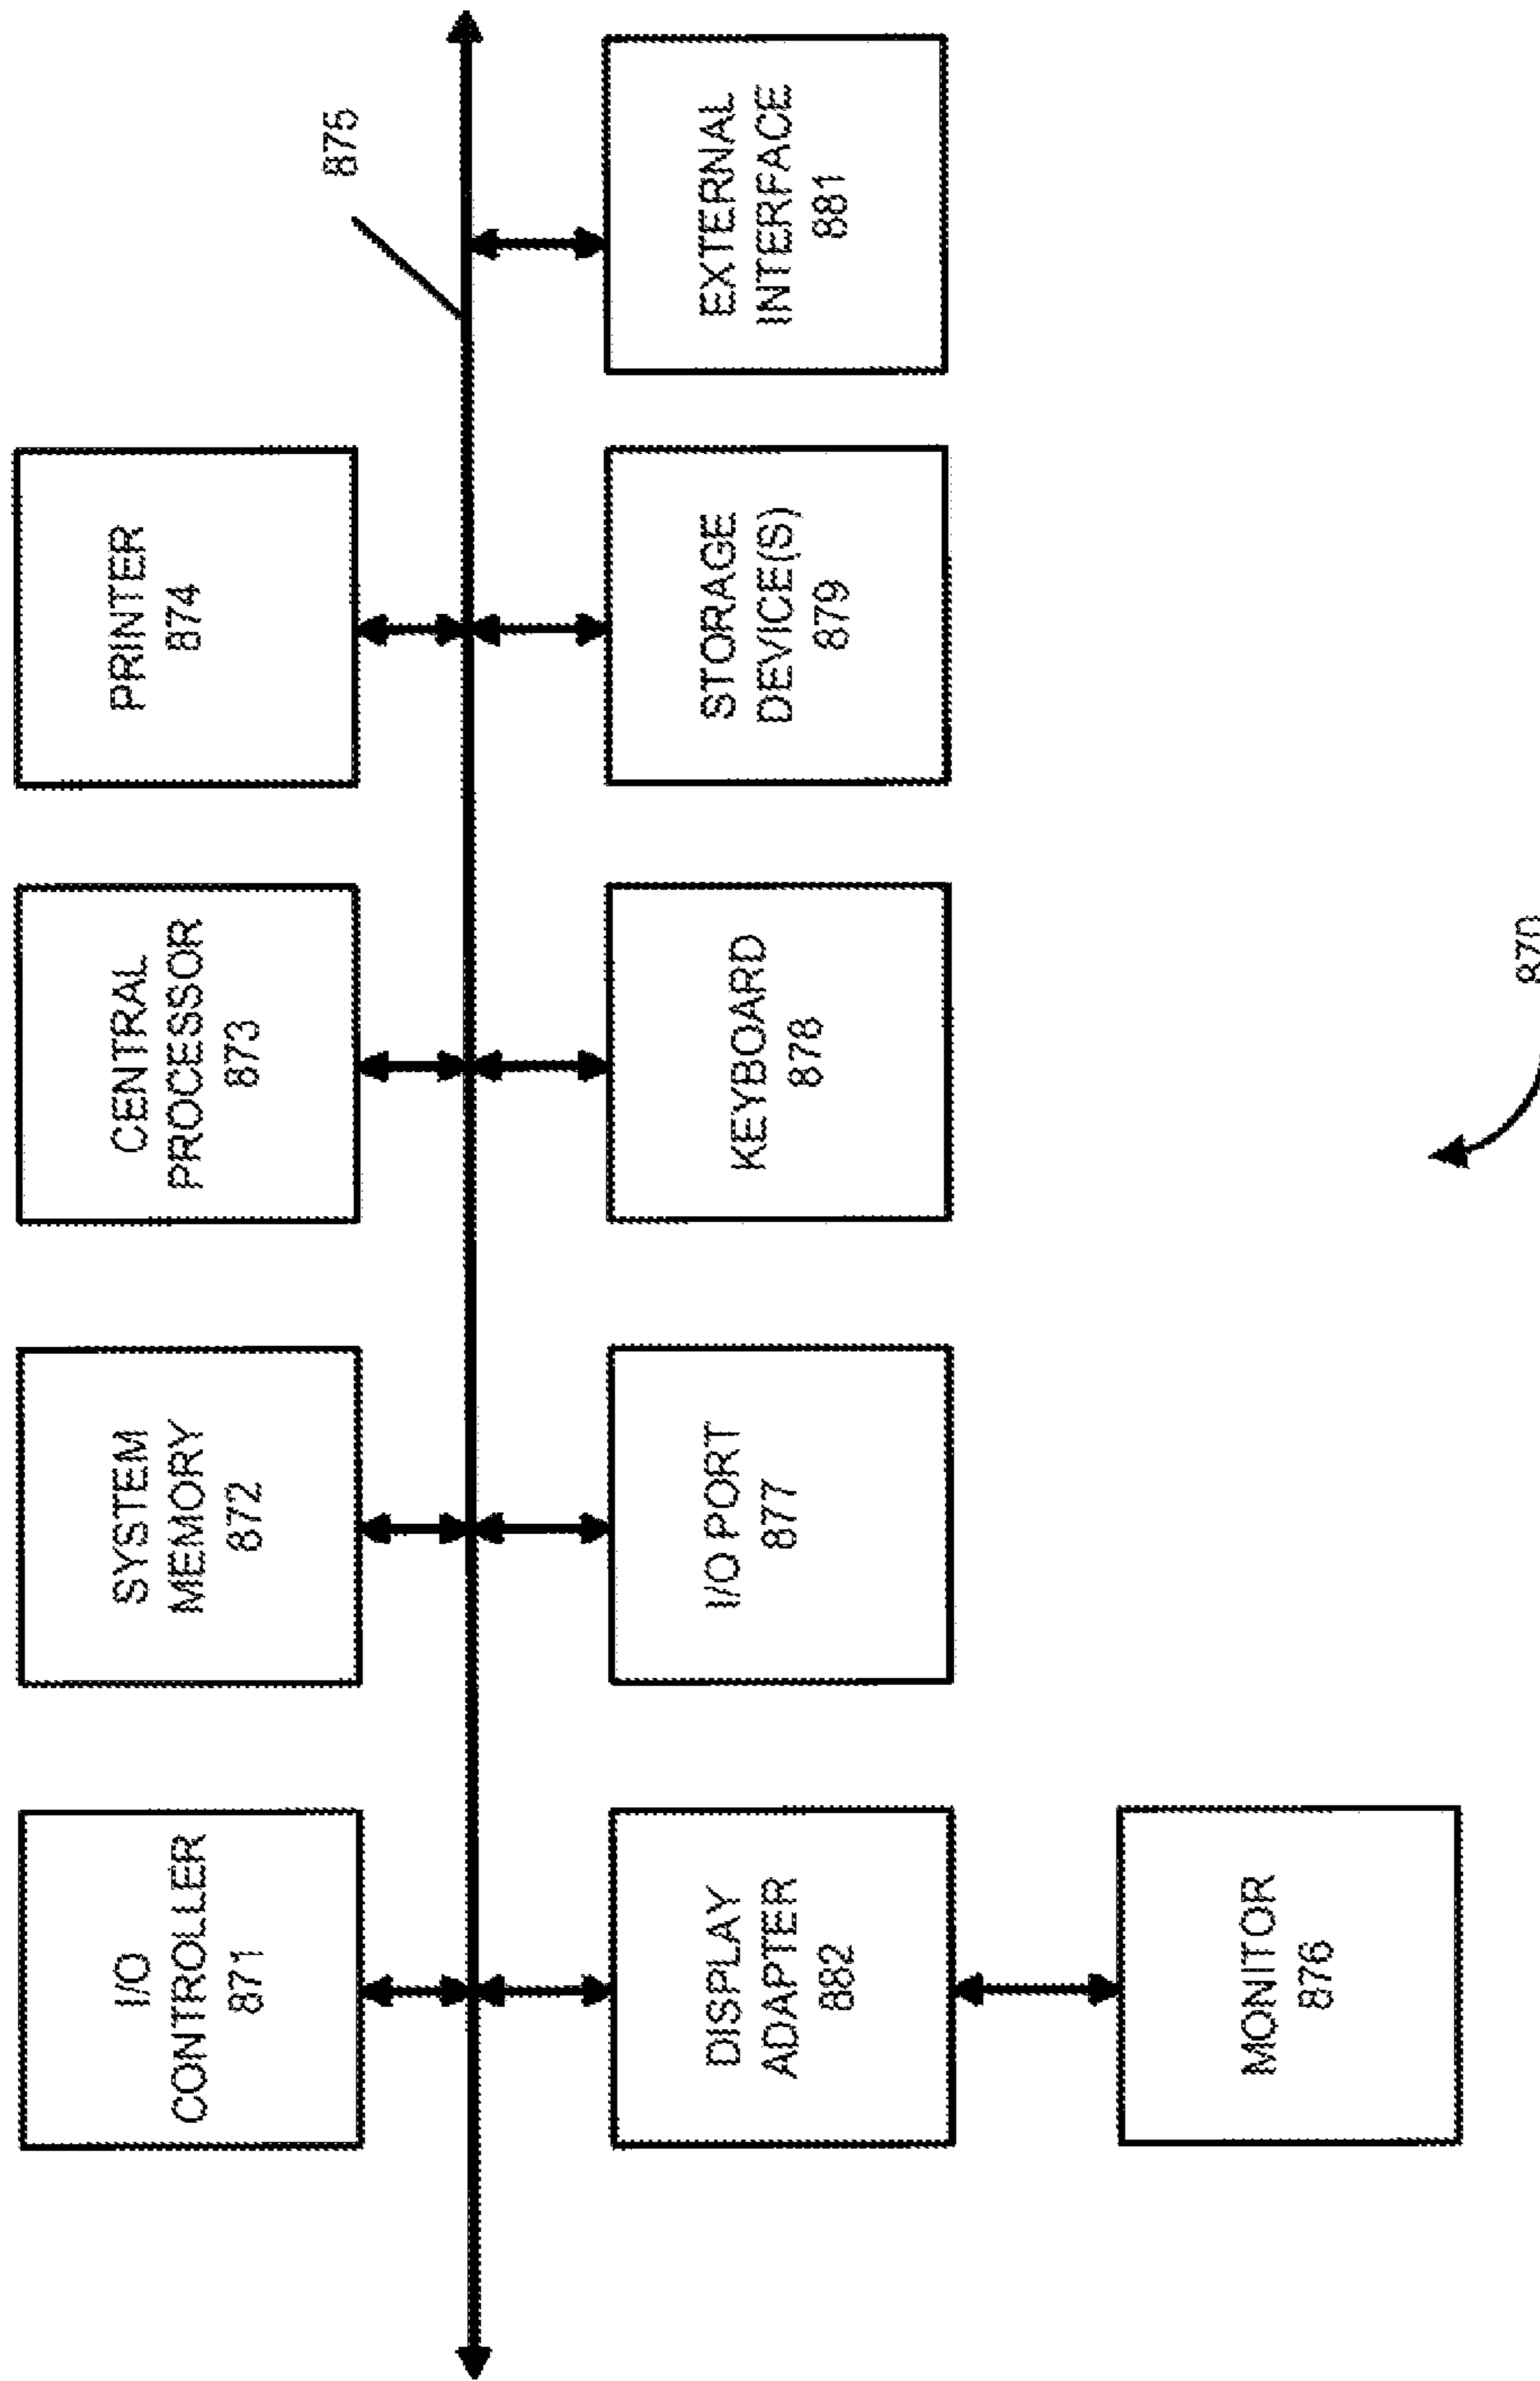 I/O
CONTROLLER
871
SYSTEM
MEMORY
872
CENTRAL
PROCESSOR
873
PRINTER
874
875
DISPLAY
ADAPTER
882
I/O PORT
877
KEYBOARD
878
STORAGE
DEVICE(S)
879
EXTERNAL
INTERFACE
881
MONITOR
876
870